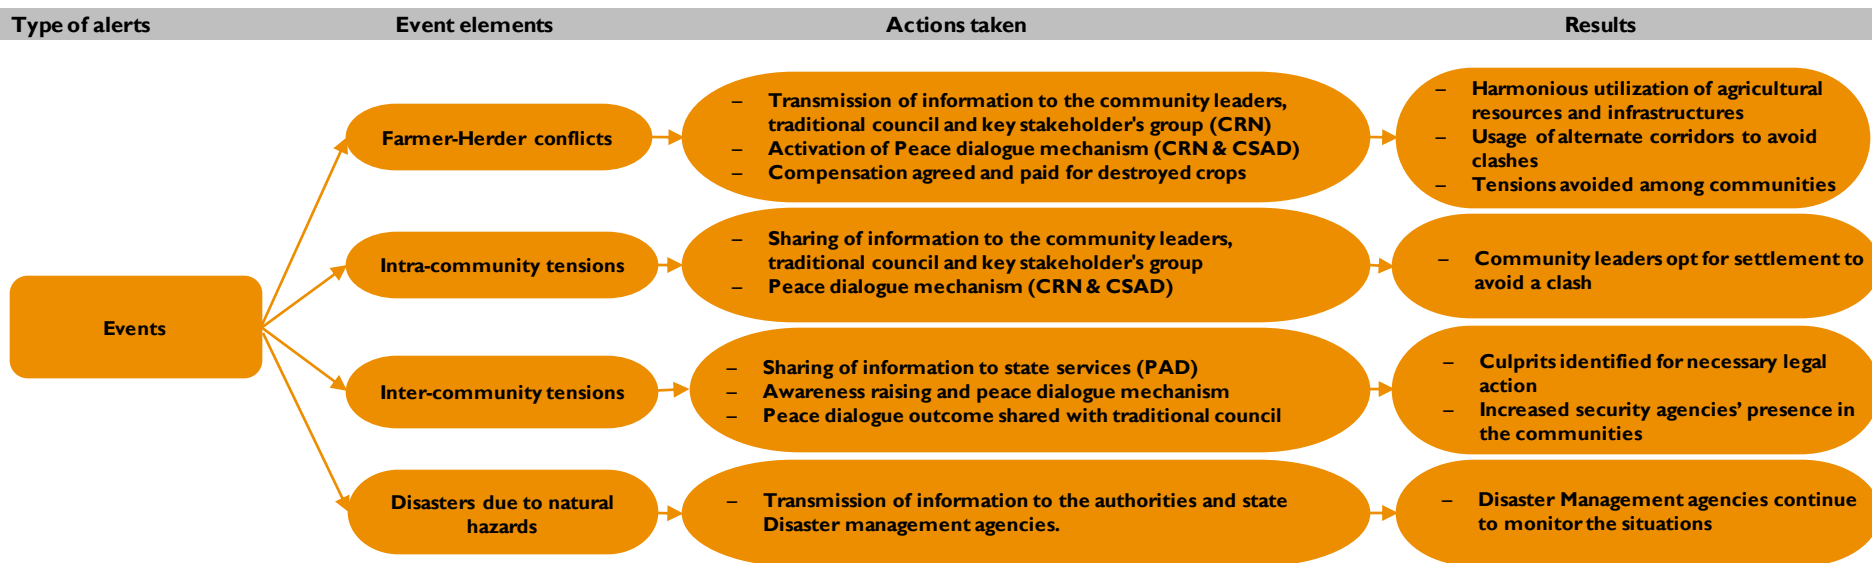 Type of alerts
Event elements
Actions taken
Results
Events
Farmer-Herder conflicts
– Transmission of information to the community leaders,
traditional council and key stakeholder's group (CRN)
– Activation of Peace dialogue mechanism (CRN & CSAD)
– Compensation agreed and paid for destroyed crops
– Harmonious utilization of agricultural
resources and infrastructures
– Usage of alternate corridors to avoid
clashes
– Tensions avoided among communities
Intra-community tensions
– Sharing of information to the community leaders,
traditional council and key stakeholder's group
– Peace dialogue mechanism (CRN & CSAD)
– Community leaders opt for settlement to
avoid a clash
Inter-community tensions
– Sharing of information to state services (PAD)
– Awareness raising and peace dialogue mechanism
– Peace dialogue outcome shared with traditional council
– Culprits identified for necessary legal
action
– Increased security agencies’ presence in
the communities
Disasters due to natural
hazards
– Transmission of information to the authorities and state
Disaster management agencies.
– Disaster Management agencies continue
to monitor the situations